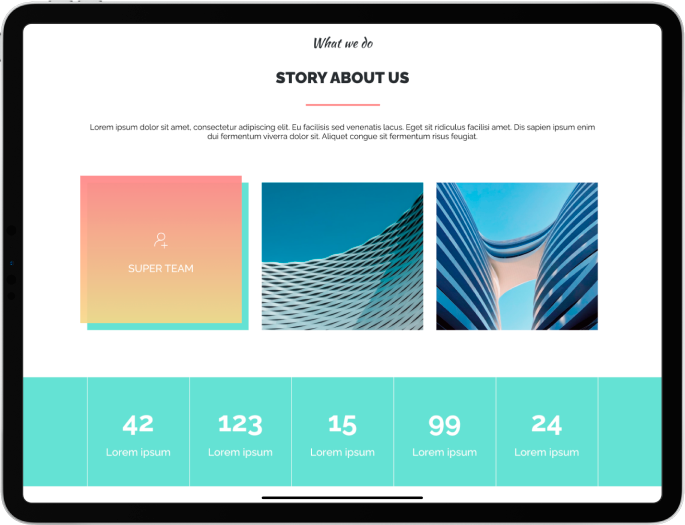 What we do
STORY ABOUT US
Lorem ipsum dolor sit amet, consectetur adipiscing elit. Eu facilisis sed venenatis lacus. Eget sit ridiculus facilisi amet. Dis sapien ipsum enim
dui fermentum viverra dolor sit. Aliquet congue sit fermentum risus feugiat.
SUPER TEAM
42
123
15
99
24
Lorem ipsum
Lorem ipsum
Lorem ipsum
Lorem ipsum
Lorem ipsum